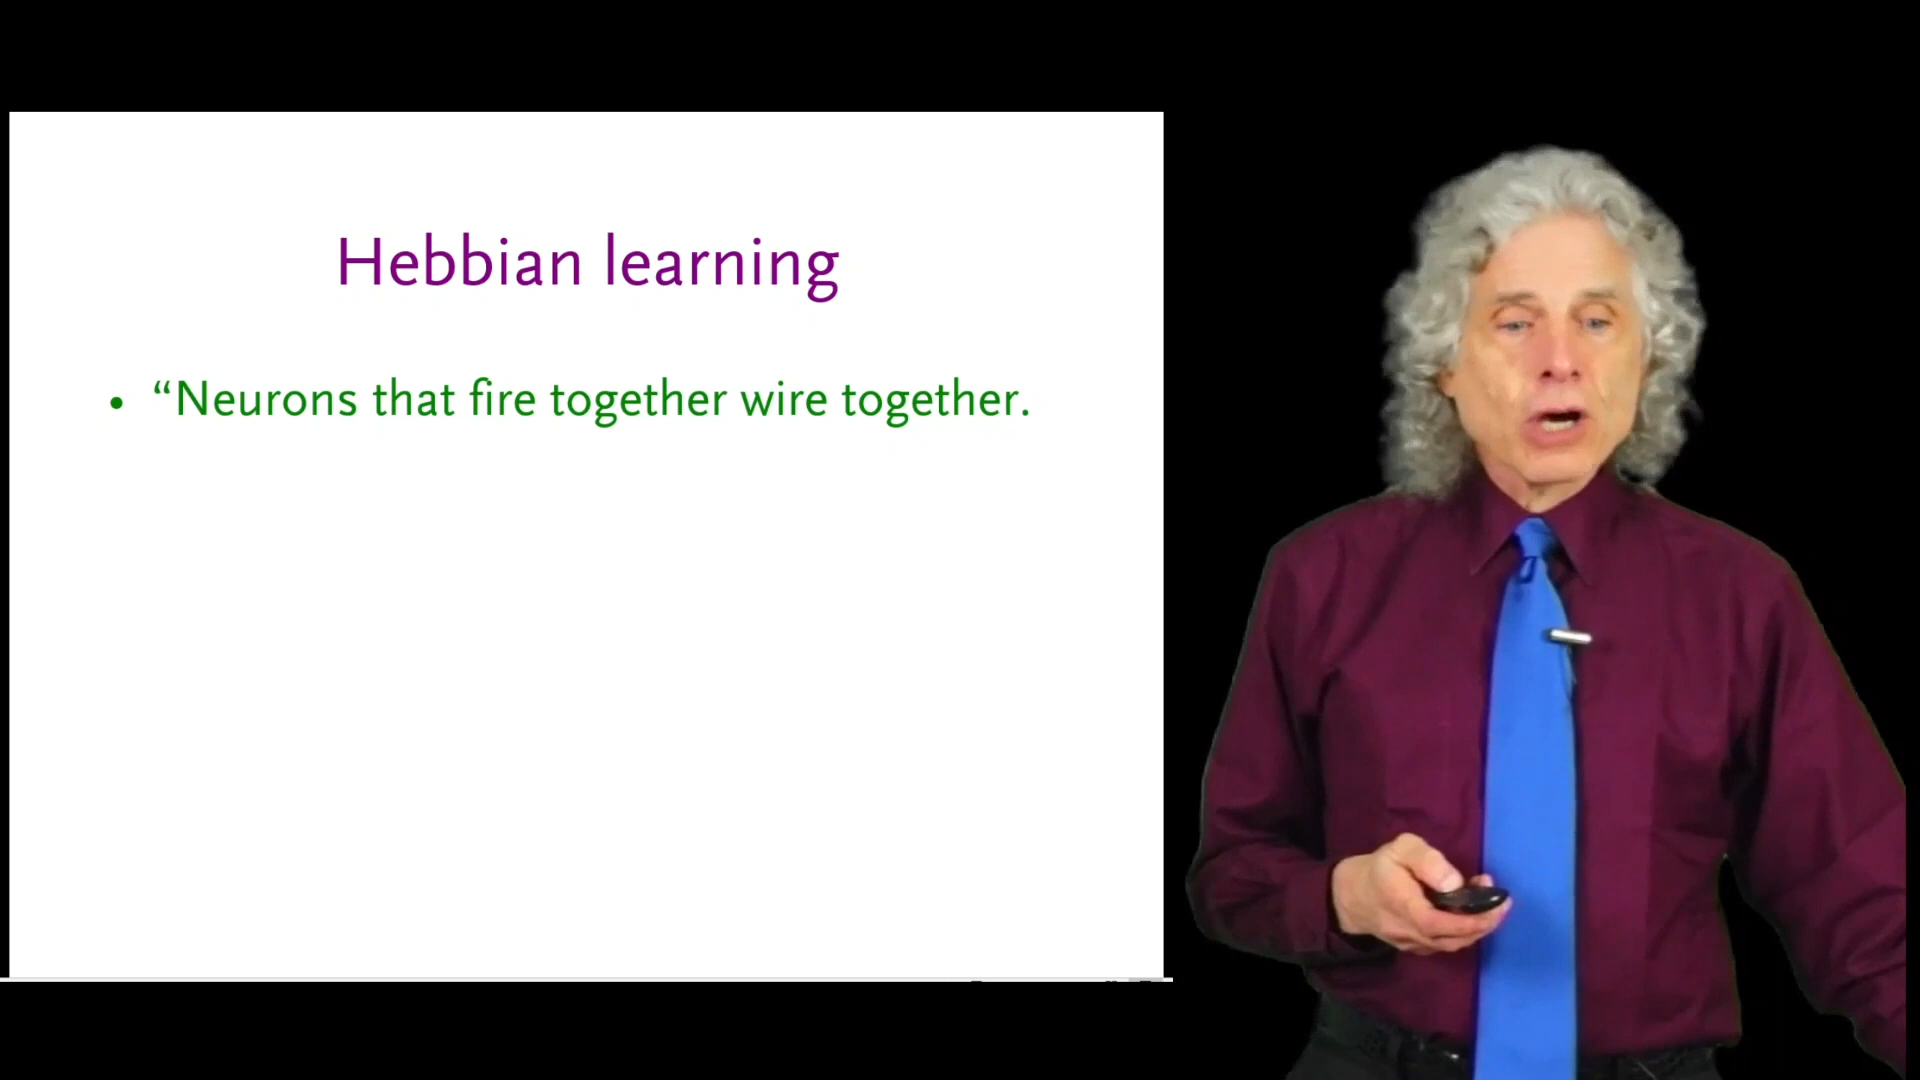 Hebbian learning
• “Neurons that fire together wire together.